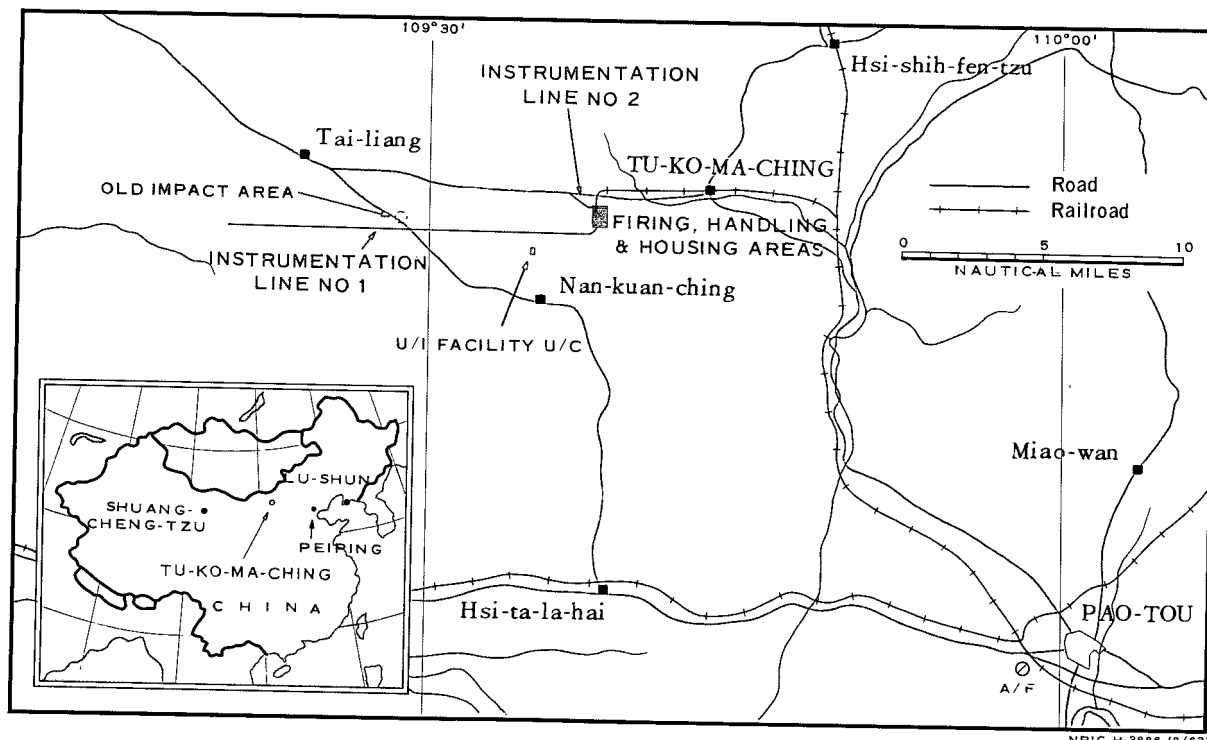 109°30'
110°00'
INSTRUMENTATION
LINE NO 2
Hsi-shih-fen-tzu
Tai-liang
TU-KO-MA-CHING
OLD IMPACT AREA
Road
Railroad
FIRING, HANDLING
& HOUSING AREAS
0 5 10
NAUTICAL MILES
INSTRUMENTATION
LINE NO 1
Nan-kuan-ching
U/I FACILITY U/C
Miao-wan
LU-SHUN
SHUANG-
CHENG-TZU
PEIPING
TU-KO-MA-CHING
CHINA
Hsi-ta-la-hai
PAO-TOU
A/F